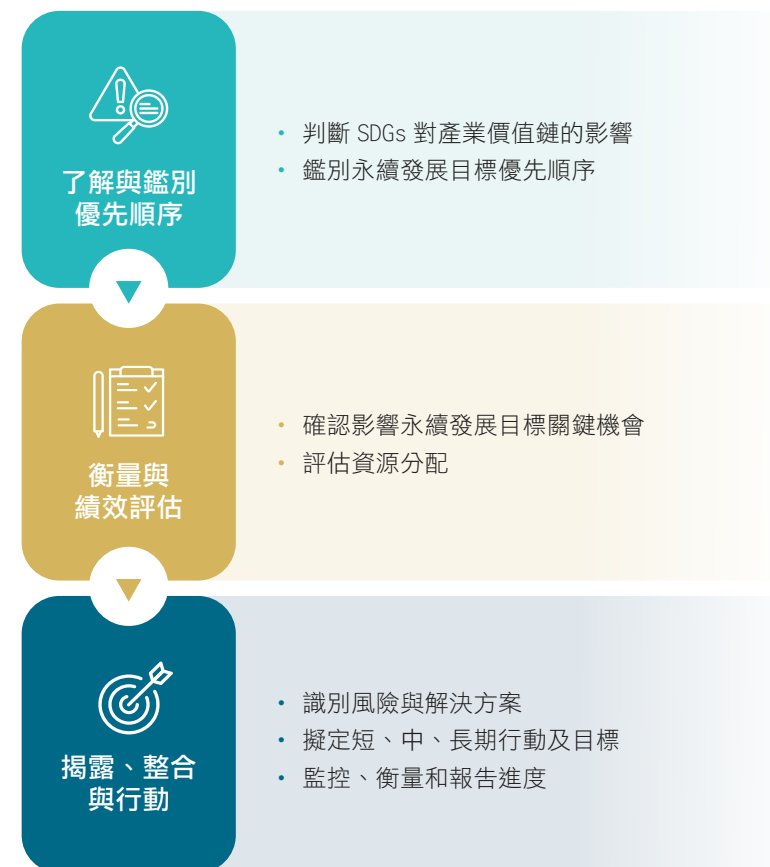 了解與鑑別
優先順序
• 判斷 SDGs 對產業價值鏈的影響
• 鑑別永續發展目標優先順序
衡量與
績效評估
• 確認影響永續發展目標關鍵機會
• 評估資源分配
揭露、整合
與行動
• 識別風險與解決方案
• 擬定短、中、長期行動及目標
• 監控、衡量和報告進度